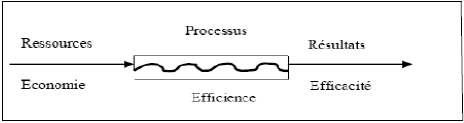 Processus
Ressources
Résultats
Economie
Efficience
Efficacité